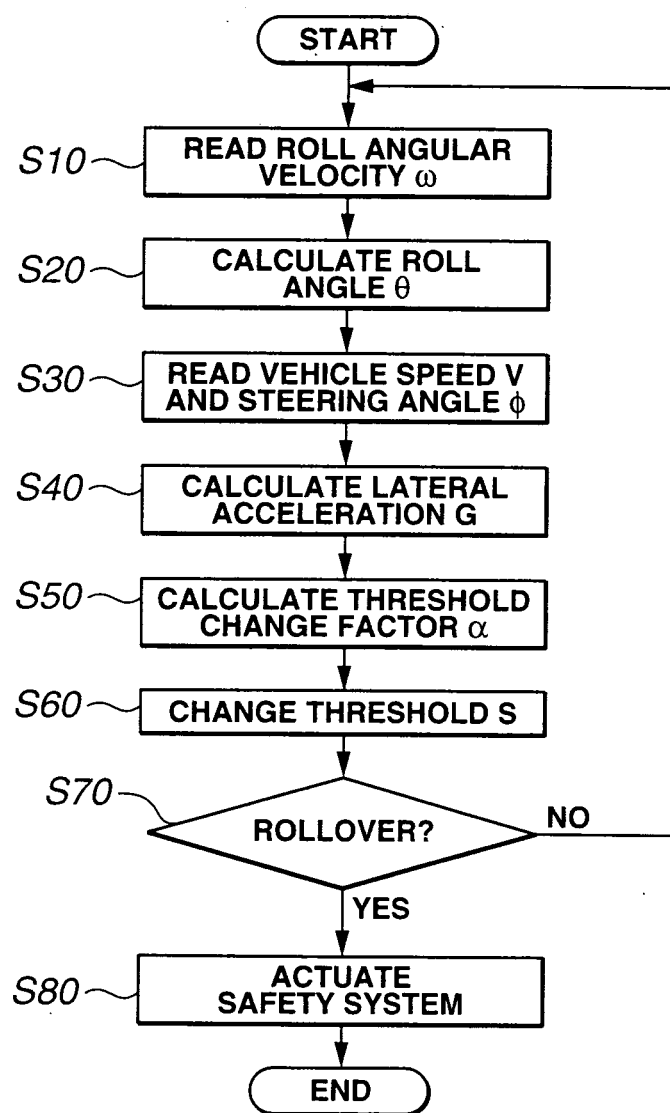 START
S10
READ ROLL ANGULAR
VELOCITY ω
S20
CALCULATE ROLL
ANGLE θ
S30
READ VEHICLE SPEED V
AND STEERING ANGLE ϕ
S40
CALCULATE LATERAL
ACCELERATION G
S50
CALCULATE THRESHOLD
CHANGE FACTOR α
S60
CHANGE THRESHOLD S
S70
ROLLOVER?
NO
YES
S80
ACTUATE
SAFETY SYSTEM
END